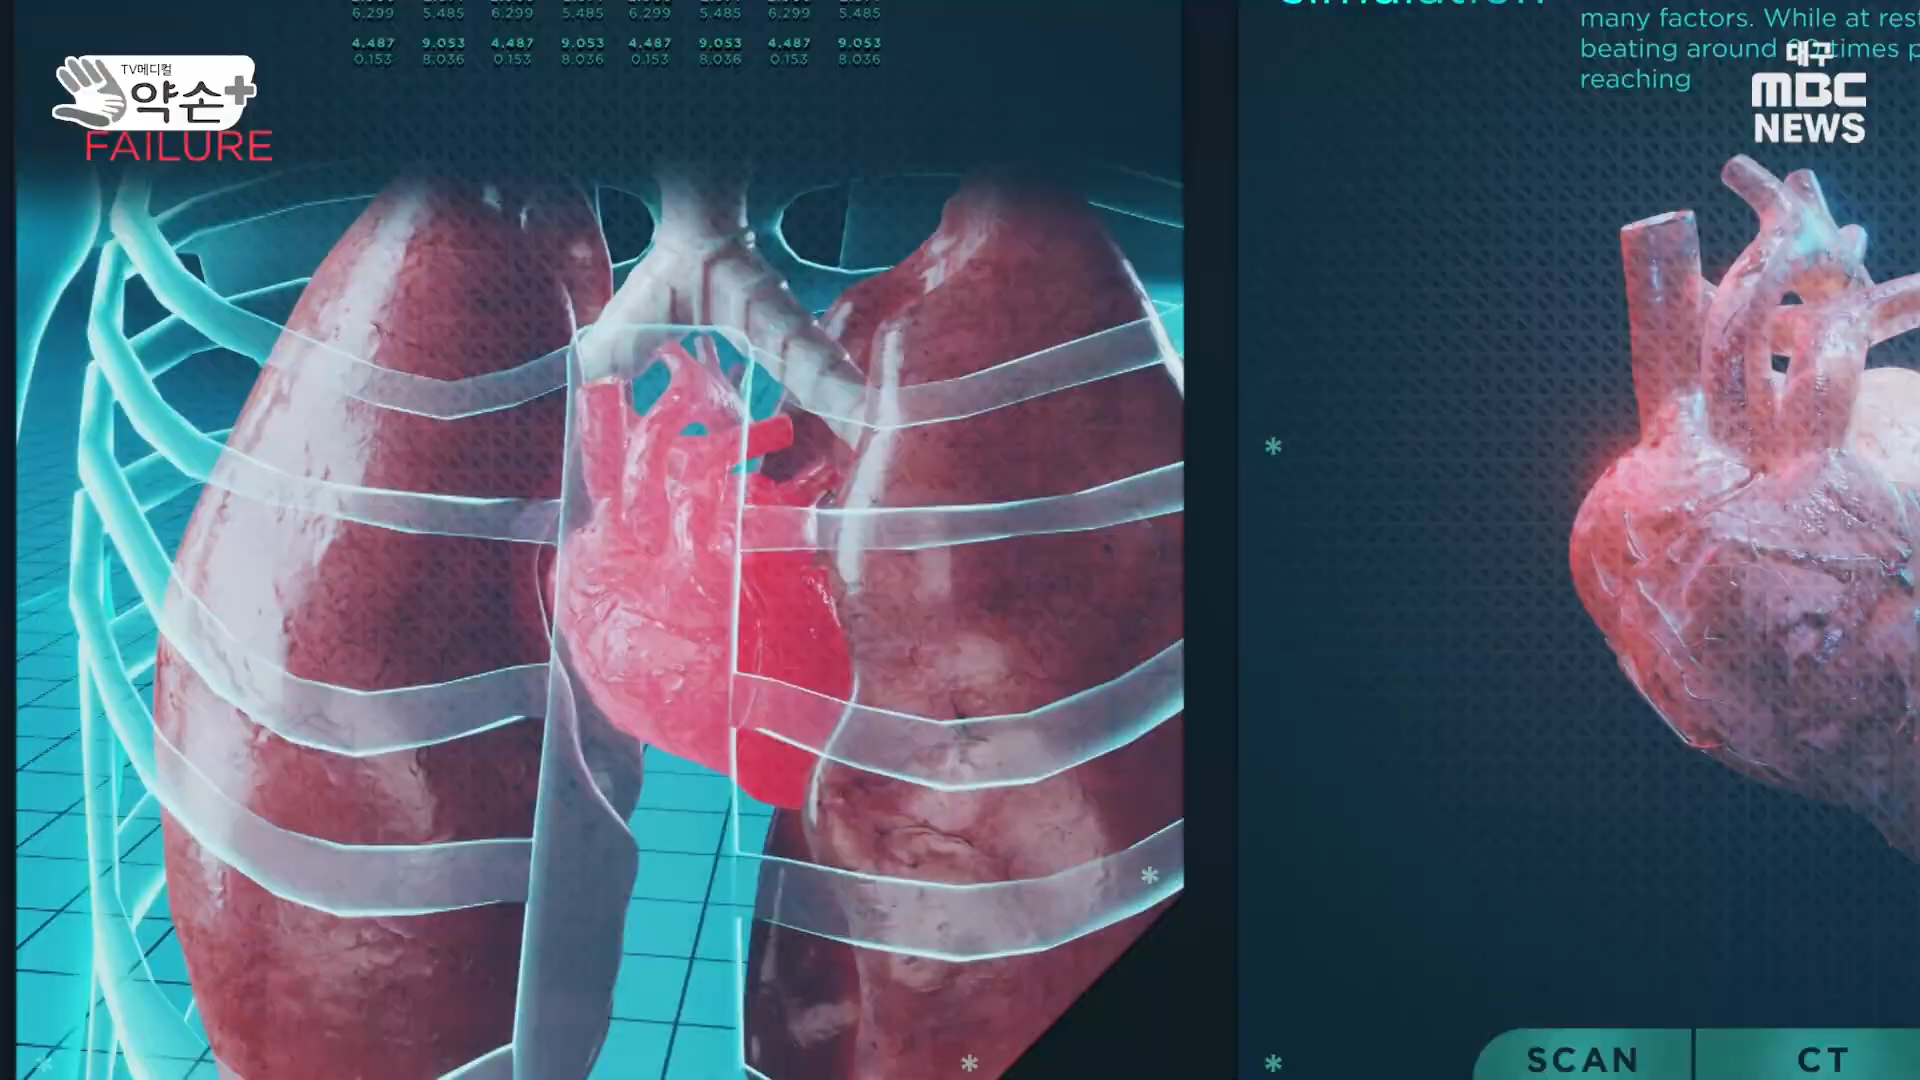 6.299 5.485 6.299 5.485 6.299 5.485 6.299 5.485
4.487 9.053 4.487 9.053 4.487 9.053 4.487 9.053
0.153 8.036 0.153 8.036 0.153 8.036 0.153 8.036
TV메디컬
약손+
FAILURE
many factors. While at rest
beating around times p
reaching
대구
MBC
NEWS
*
*
*
*
SCAN
CT